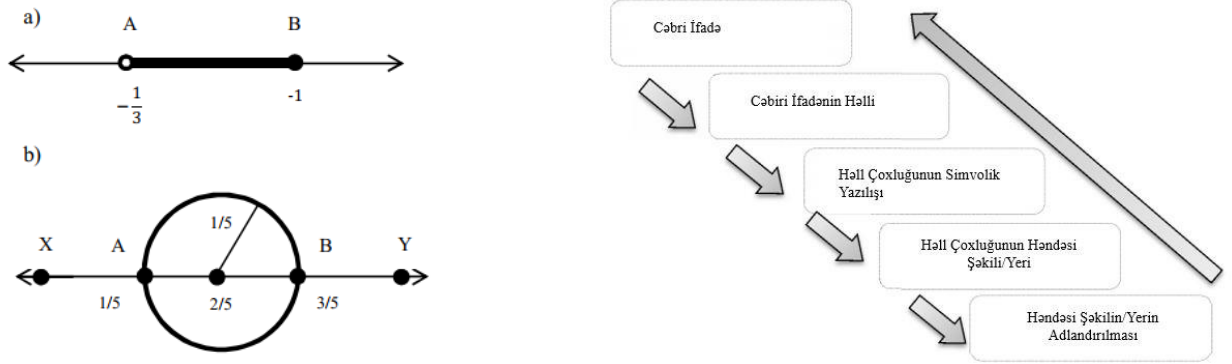 a)
A B
-1/3 -1
b)
1/5
X A B Y
1/5 2/5 3/5
Cəbri İfadə
Cəbiri İfadənin Həlli
Həll Çoxluğunun Simvolik
Yazılışı
Həll Çoxluğunun Həndəsi
Şəkili/Yeri
Həndəsi Şəkilin/Yerin
Adlandırılması